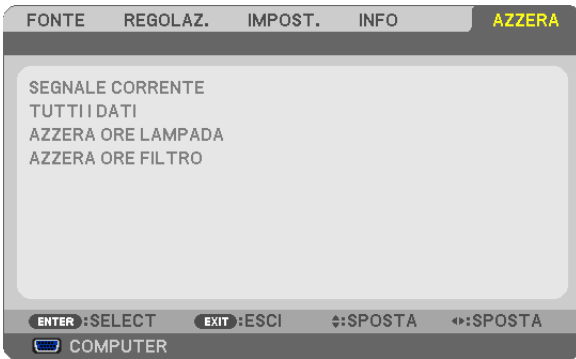 FONTE REGOLAZ. IMPOST. INFO AZZERA
SEGNALE CORRENTE
TUTTI I DATI
AZZERA ORE LAMPADA
AZZERA ORE FILTRO
ENTER :SELECT EXIT :ESCI :SPOSTA :SPOSTA
COMPUTER